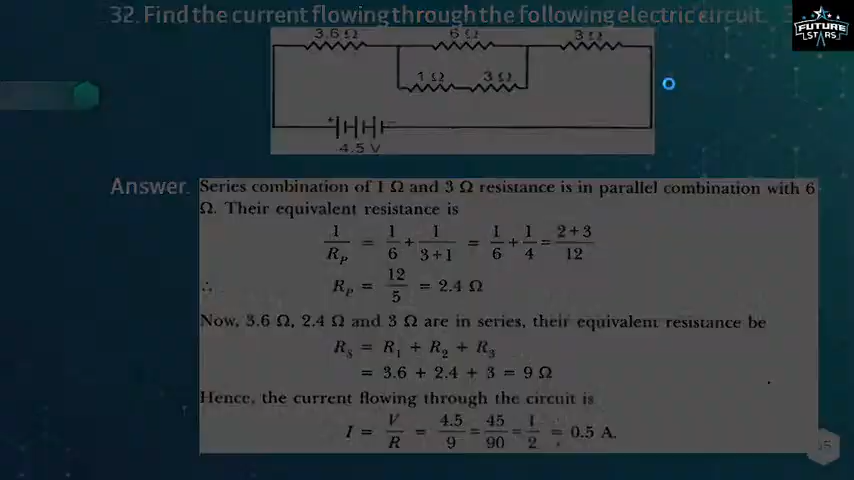 32. Find the current flowing through the following electric circuit.
FUTURE
STARS
3.6 Ω 6 Ω 3 Ω
1 Ω 3 Ω
+ −
4.5 V
Answer. Series combination of 1 Ω and 3 Ω resistance is in parallel combination with 6
Ω. Their equivalent resistance is
1/R_P = 1/6 + 1/(3+1) = 1/6 + 1/4 = (2+3)/12
∴ R_P = 12/5 = 2.4 Ω
Now, 3.6 Ω, 2.4 Ω and 3 Ω are in series, their equivalent resistance be
R_S = R_1 + R_2 + R_3
= 3.6 + 2.4 + 3 = 9 Ω
Hence, the current flowing through the circuit is
I = V/R = 4.5/9 = 45/90 = 1/2 = 0.5 A.